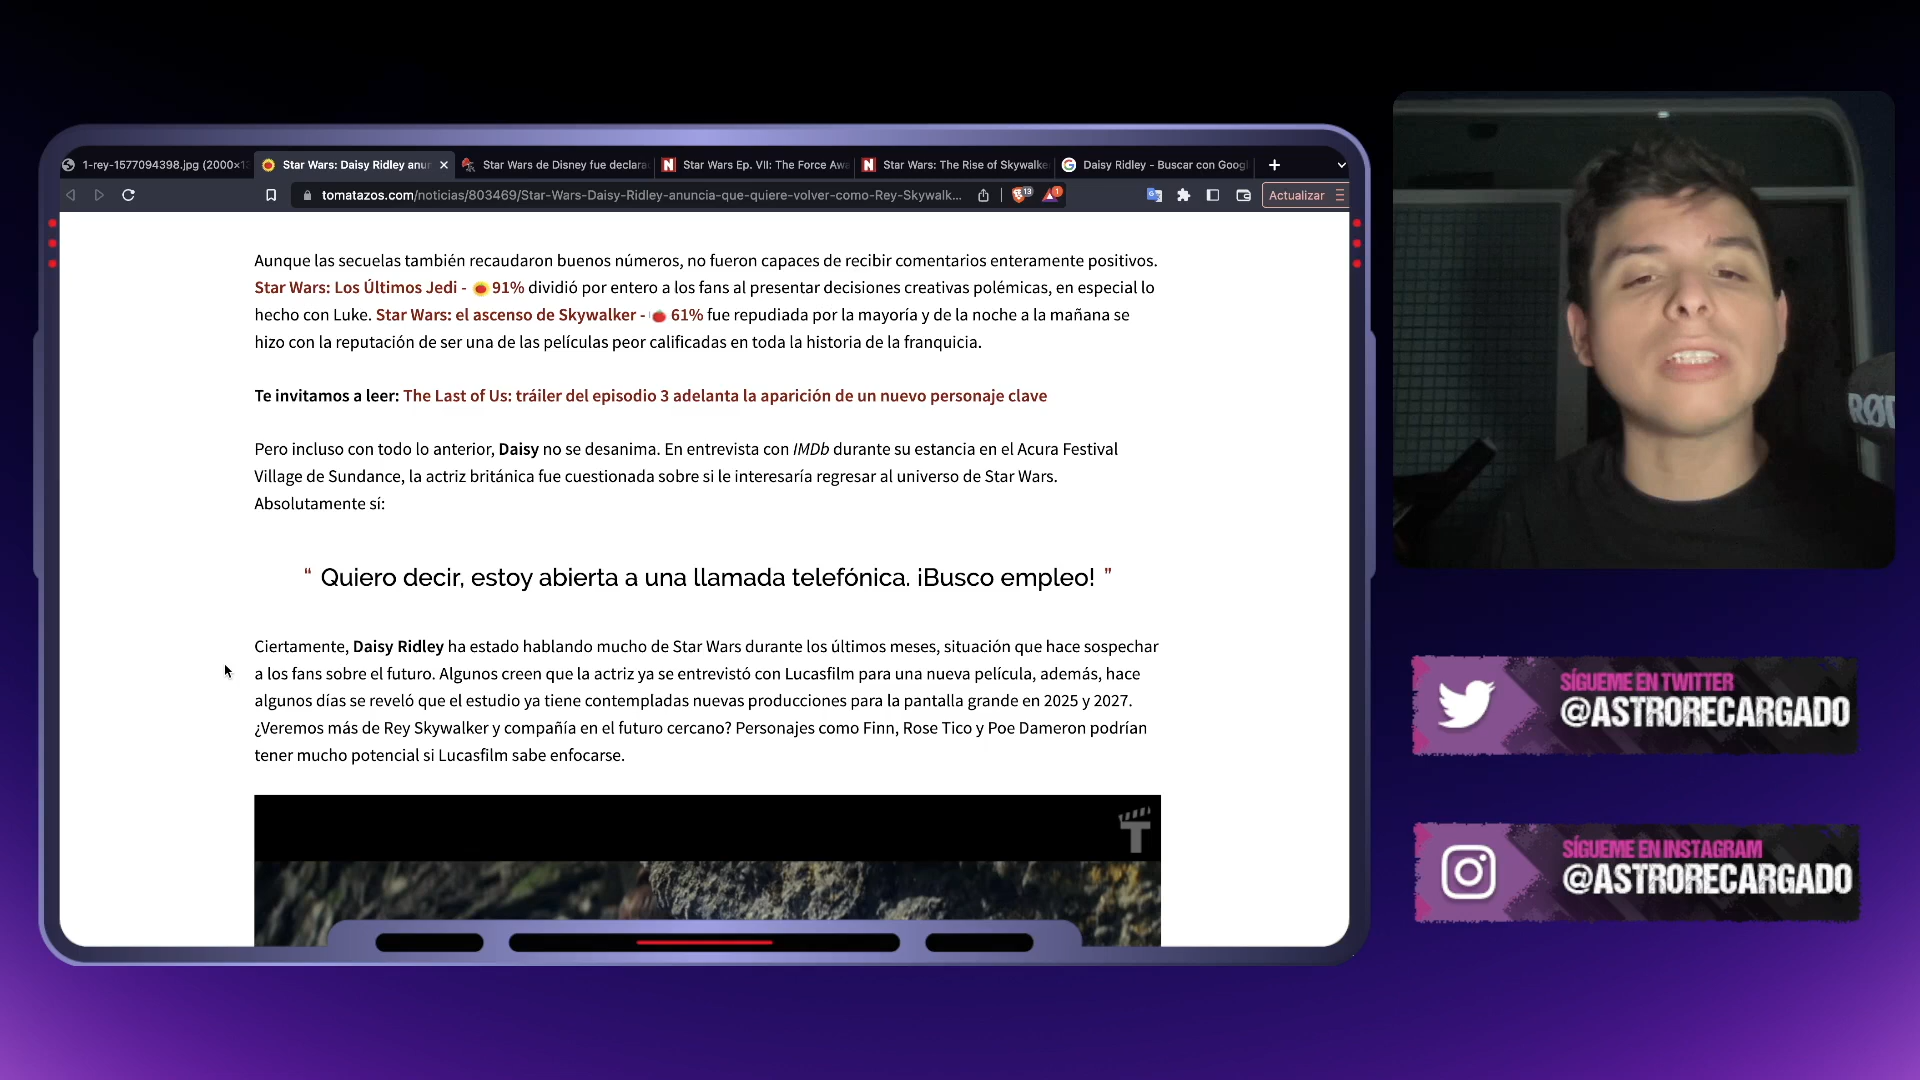 1-rey-1577094398.jpg (2000×1
Star Wars: Daisy Ridley anu
Star Wars de Disney fue declara
Star Wars Ep. VII: The Force Awa
Star Wars: The Rise of Skywalke
Daisy Ridley - Buscar con Googl
tomatazos.com/noticias/803469/Star-Wars-Daisy-Ridley-anuncia-que-quiere-volver-como-Rey-Skywalk...
13
1
Actualizar
Aunque las secuelas también recaudaron buenos números, no fueron capaces de recibir comentarios enteramente positivos.
Star Wars: Los Últimos Jedi - 91% dividió por entero a los fans al presentar decisiones creativas polémicas, en especial lo
hecho con Luke. Star Wars: el ascenso de Skywalker - 61% fue repudiada por la mayoría y de la noche a la mañana se
hizo con la reputación de ser una de las películas peor calificadas en toda la historia de la franquicia.
Te invitamos a leer: The Last of Us: tráiler del episodio 3 adelanta la aparición de un nuevo personaje clave
Pero incluso con todo lo anterior, Daisy no se desanima. En entrevista con IMDb durante su estancia en el Acura Festival
Village de Sundance, la actriz británica fue cuestionada sobre si le interesaría regresar al universo de Star Wars.
Absolutamente sí:
“ Quiero decir, estoy abierta a una llamada telefónica. ¡Busco empleo! ”
Ciertamente, Daisy Ridley ha estado hablando mucho de Star Wars durante los últimos meses, situación que hace sospechar
a los fans sobre el futuro. Algunos creen que la actriz ya se entrevistó con Lucasfilm para una nueva película, además, hace
algunos días se reveló que el estudio ya tiene contempladas nuevas producciones para la pantalla grande en 2025 y 2027.
¿Veremos más de Rey Skywalker y compañía en el futuro cercano? Personajes como Finn, Rose Tico y Poe Dameron podrían
tener mucho potencial si Lucasfilm sabe enfocarse.
T
RØD
SÍGUEME EN TWITTER
@ASTRORECARGADO
SÍGUEME EN INSTAGRAM
@ASTRORECARGADO